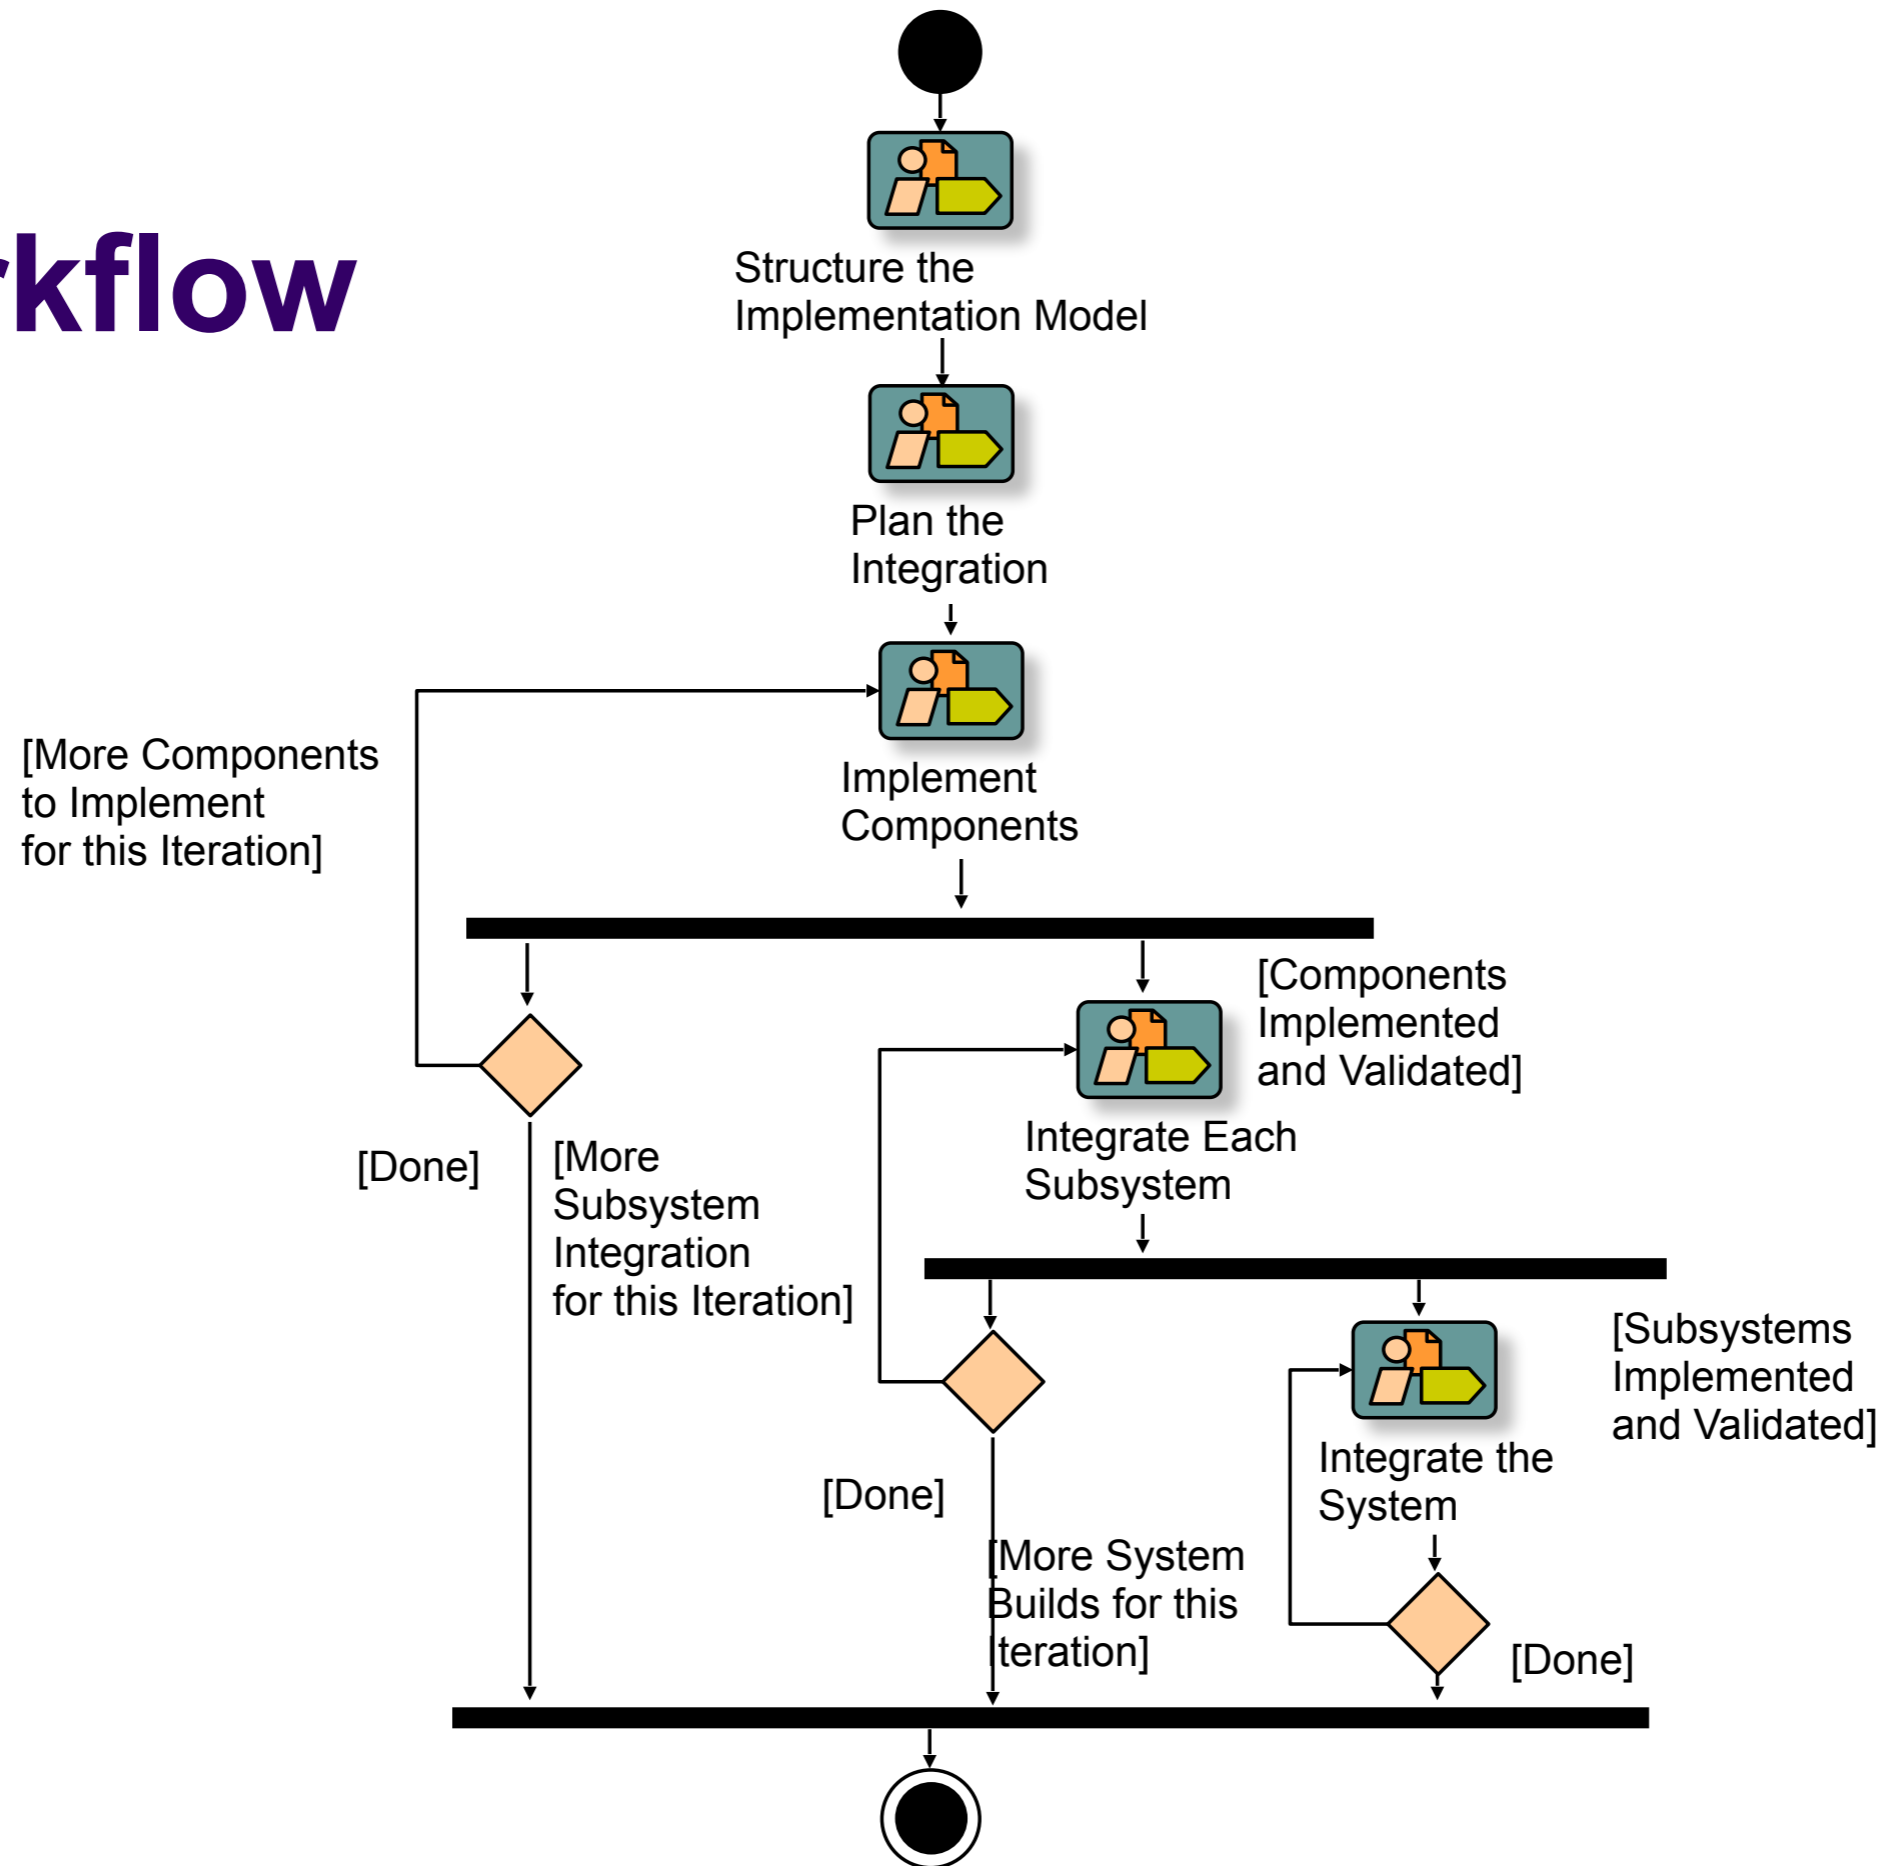 rkflow
Structure the
Implementation Model
Plan the
Integration
[More Components
to Implement
for this Iteration]
Implement
Components
[Components
Implemented
and Validated]
Integrate Each
Subsystem
[Done]
[More
Subsystem
Integration
for this Iteration]
[Subsystems
Implemented
and Validated]
Integrate the
System
[Done]
[More System
Builds for this
Iteration]
[Done]